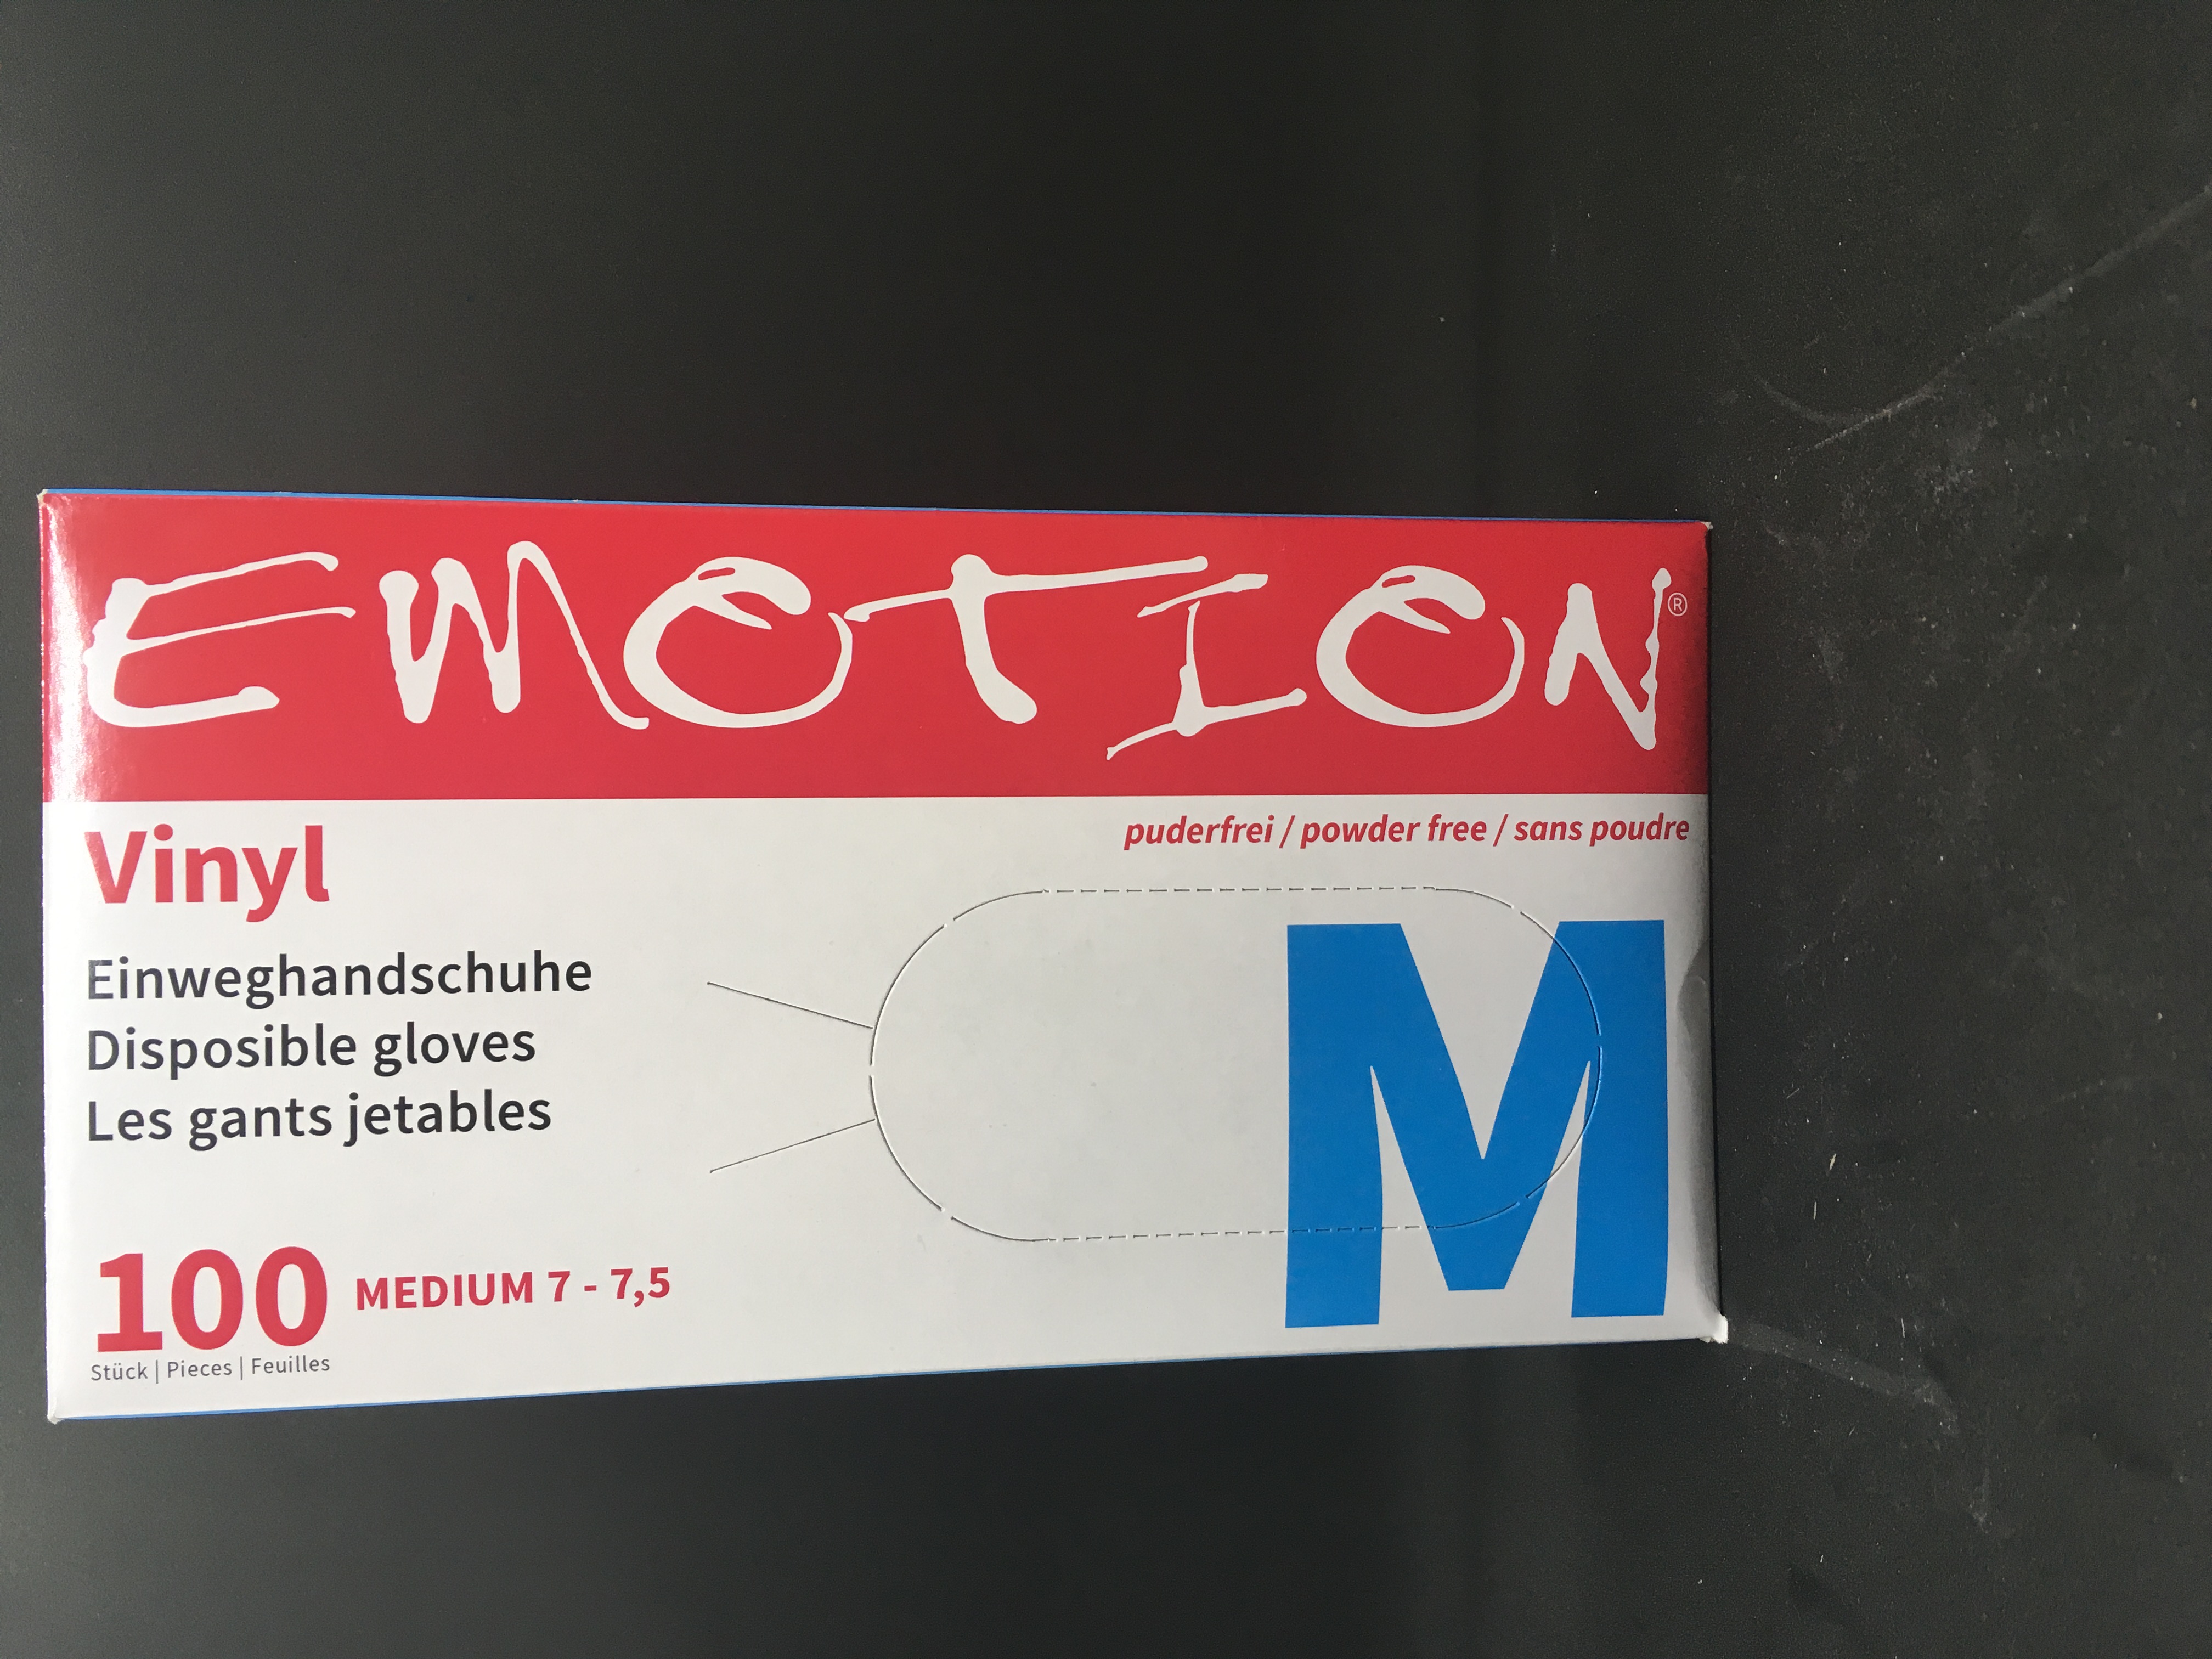 EMOTION®
Vinyl
puderfrei / powder free / sans poudre
Einweghandschuhe
Disposible gloves
Les gants jetables
M
100 MEDIUM 7 - 7,5
Stück | Pieces | Feuilles